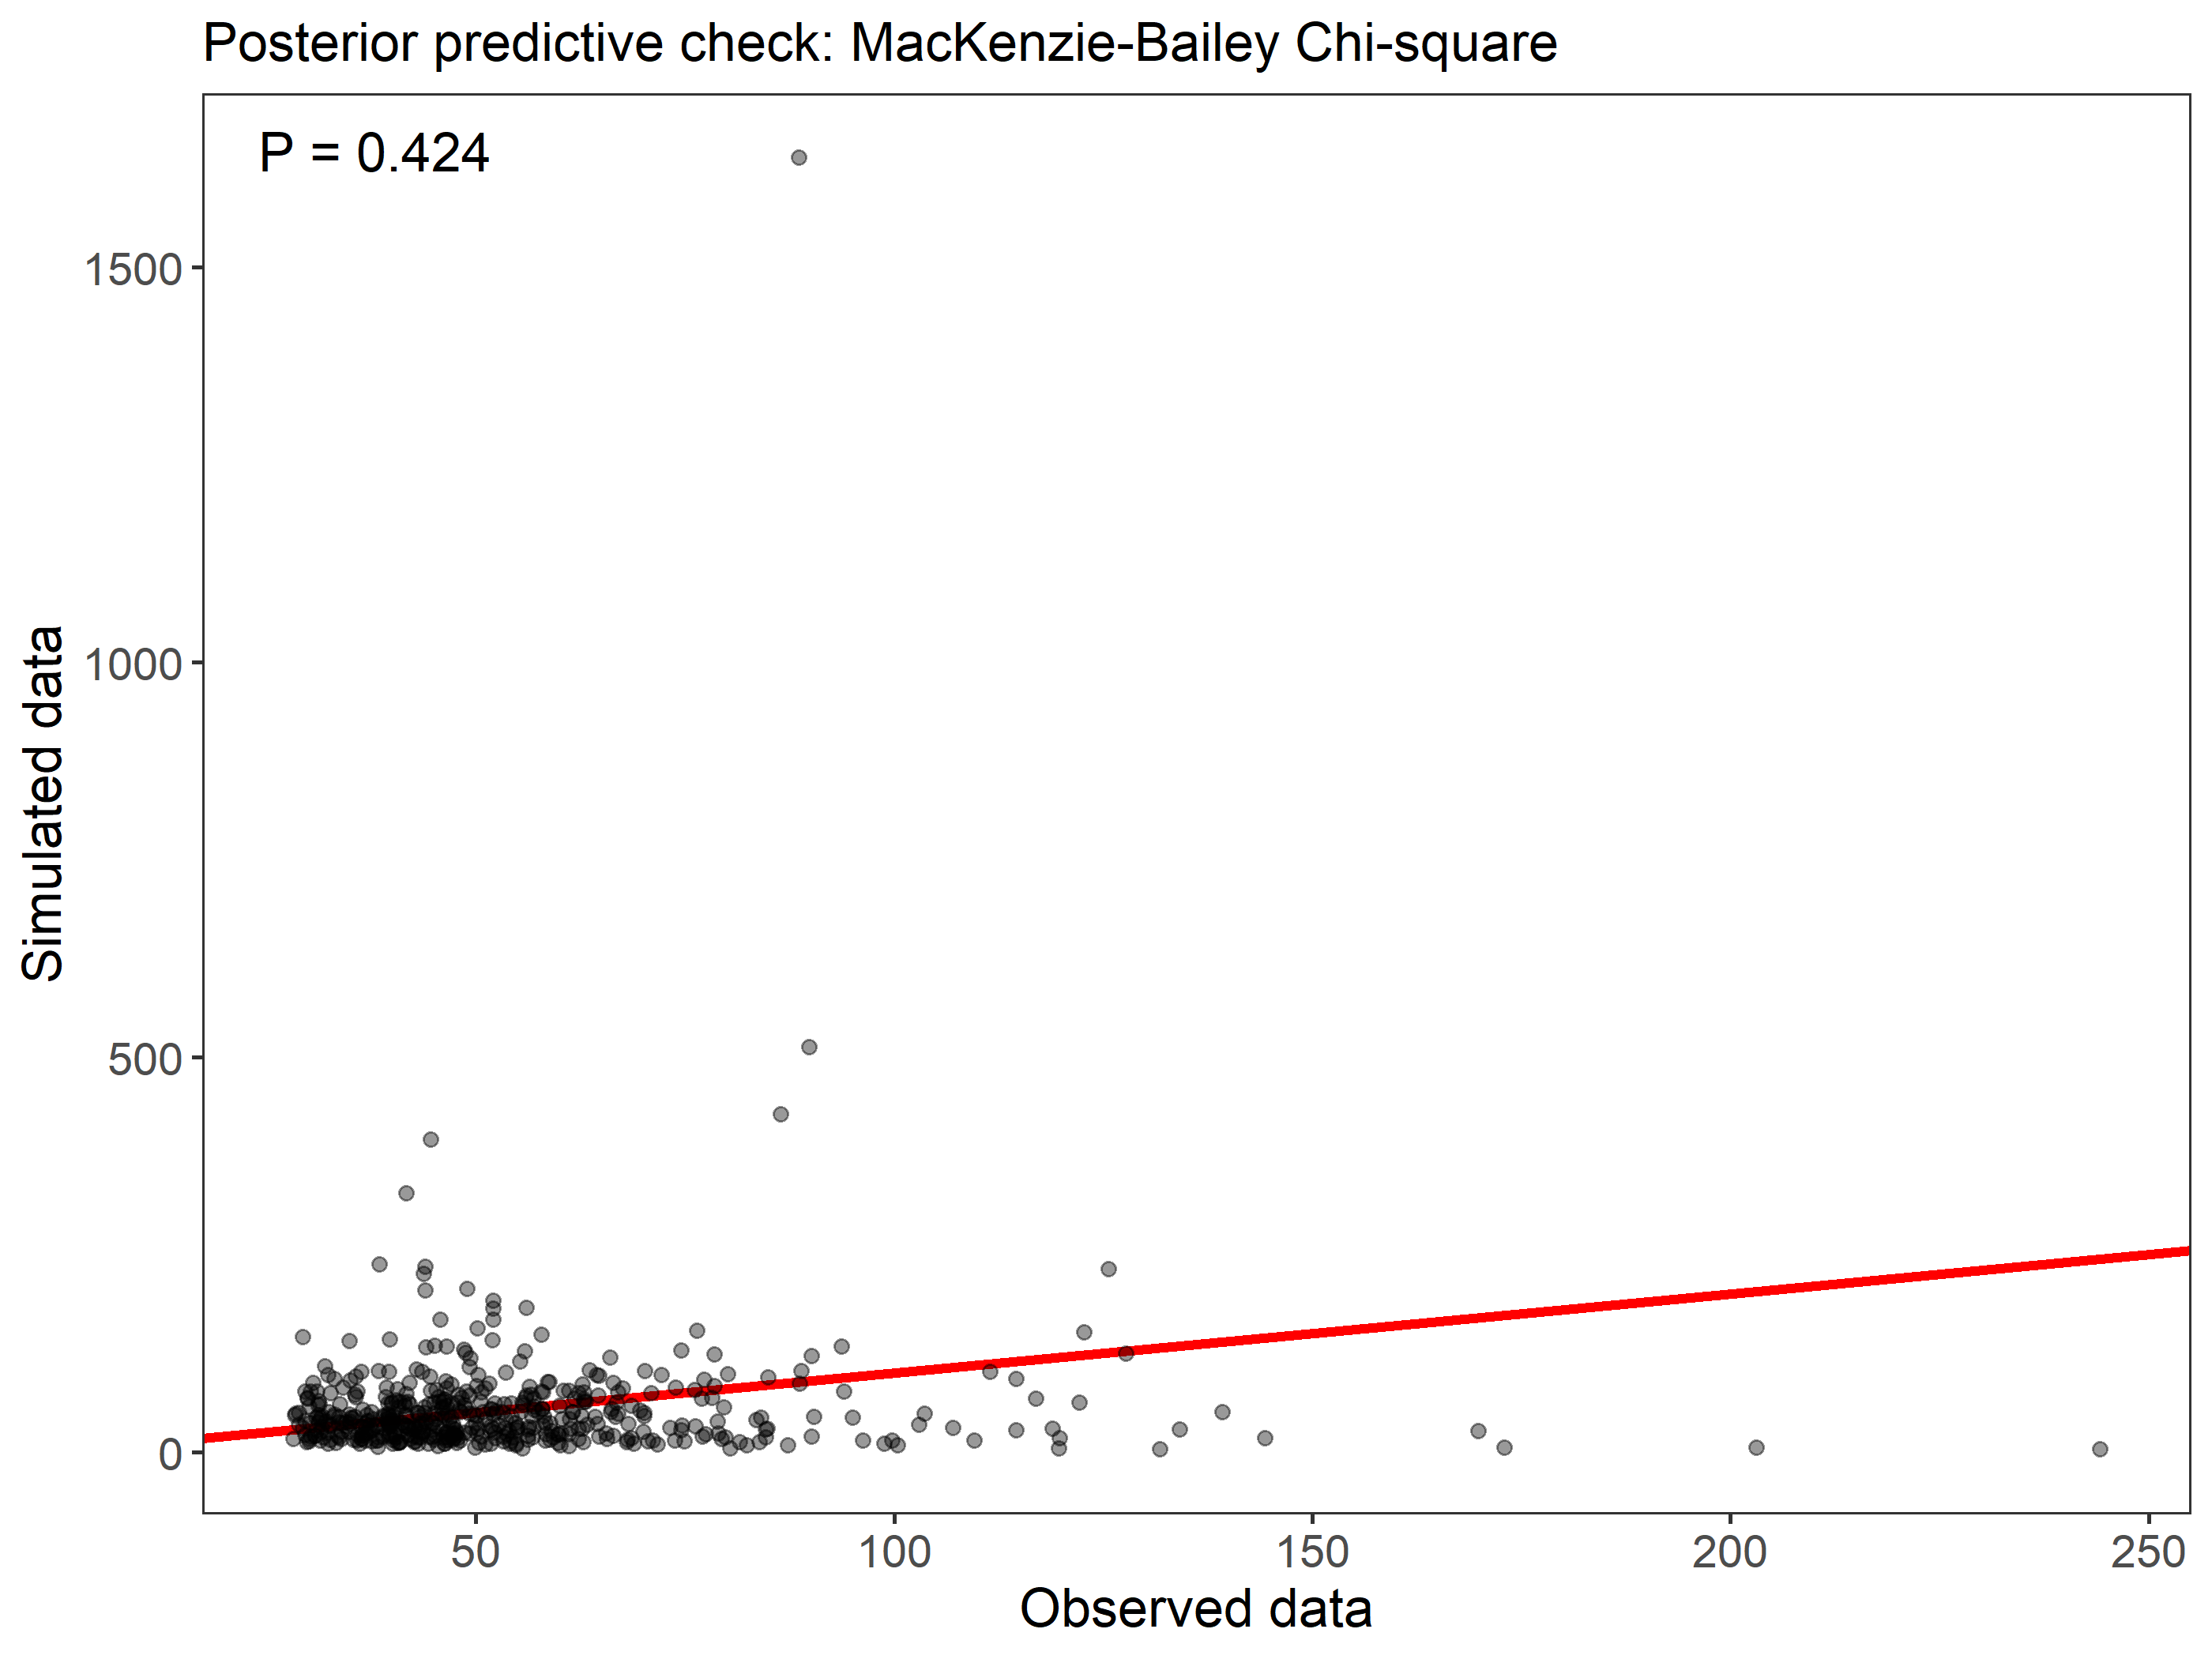 Posterior predictive check: MacKenzie-Bailey Chi-square
P = 0.424
1500
1000
500
0
Simulated data
50 100 150 200 250
Observed data